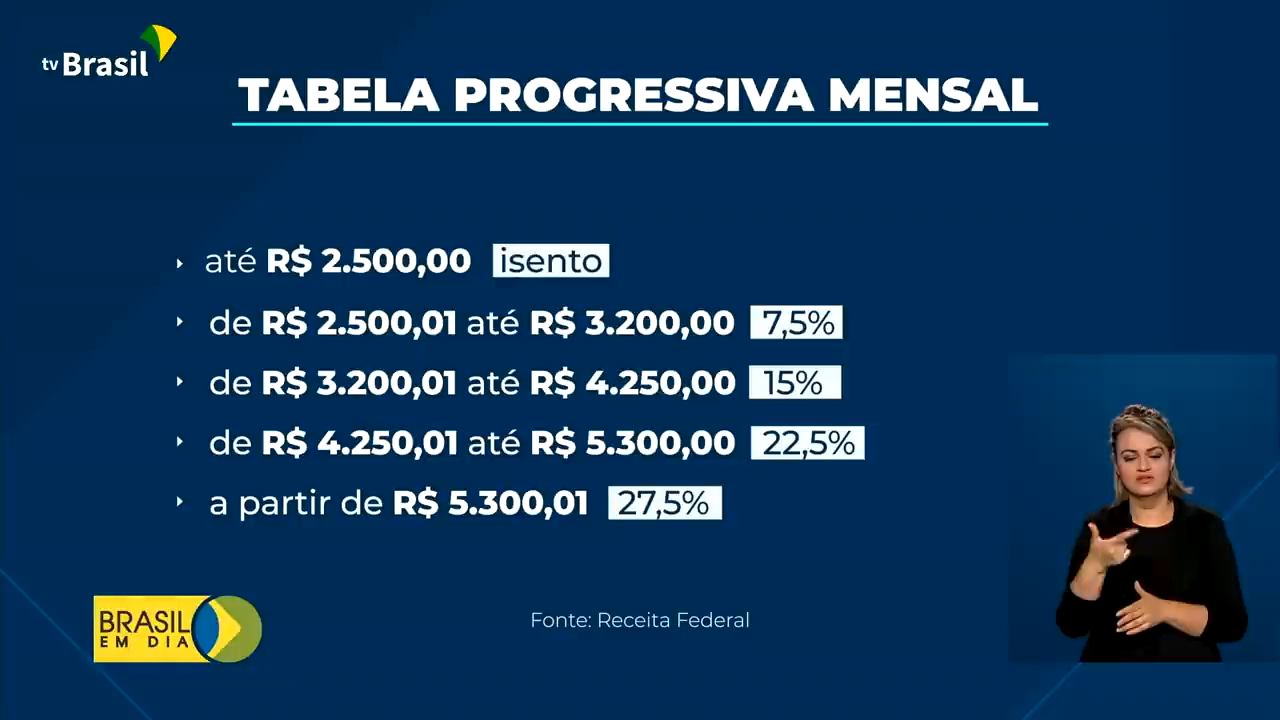 tv Brasil
TABELA PROGRESSIVA MENSAL
até R$ 2.500,00 isento
de R$ 2.500,01 até R$ 3.200,00 7,5%
de R$ 3.200,01 até R$ 4.250,00 15%
de R$ 4.250,01 até R$ 5.300,00 22,5%
a partir de R$ 5.300,01 27,5%
BRASIL
EM DIA
Fonte: Receita Federal